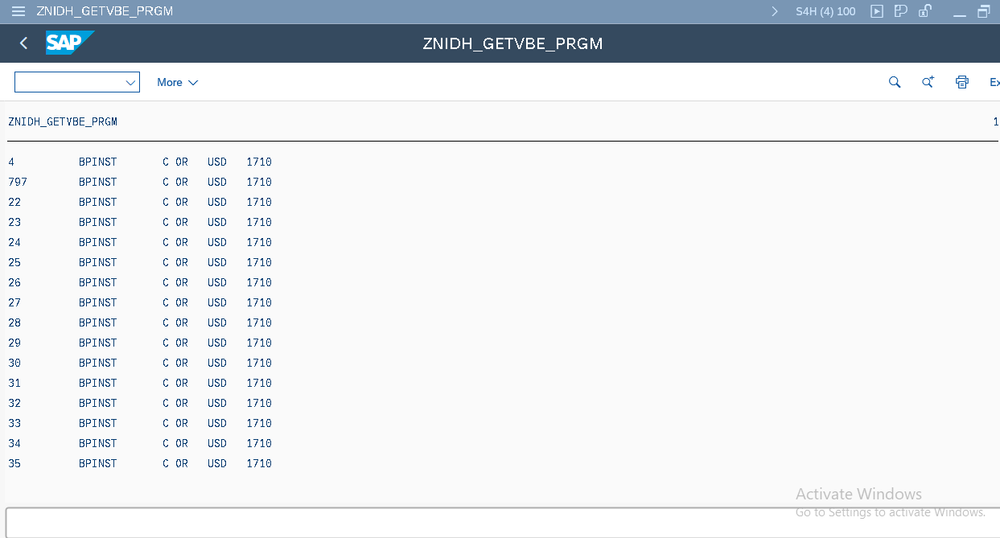 ZNIDH_GETVBE_PRGM S4H (4) 100
SAP ZNIDH_GETVBE_PRGM
More Ex
ZNIDH_GETVBE_PRGM 1
4 BPINST C OR USD 1710
797 BPINST C OR USD 1710
22 BPINST C OR USD 1710
23 BPINST C OR USD 1710
24 BPINST C OR USD 1710
25 BPINST C OR USD 1710
26 BPINST C OR USD 1710
27 BPINST C OR USD 1710
28 BPINST C OR USD 1710
29 BPINST C OR USD 1710
30 BPINST C OR USD 1710
31 BPINST C OR USD 1710
32 BPINST C OR USD 1710
33 BPINST C OR USD 1710
34 BPINST C OR USD 1710
35 BPINST C OR USD 1710
Activate Windows
Go to Settings to activate Windows.